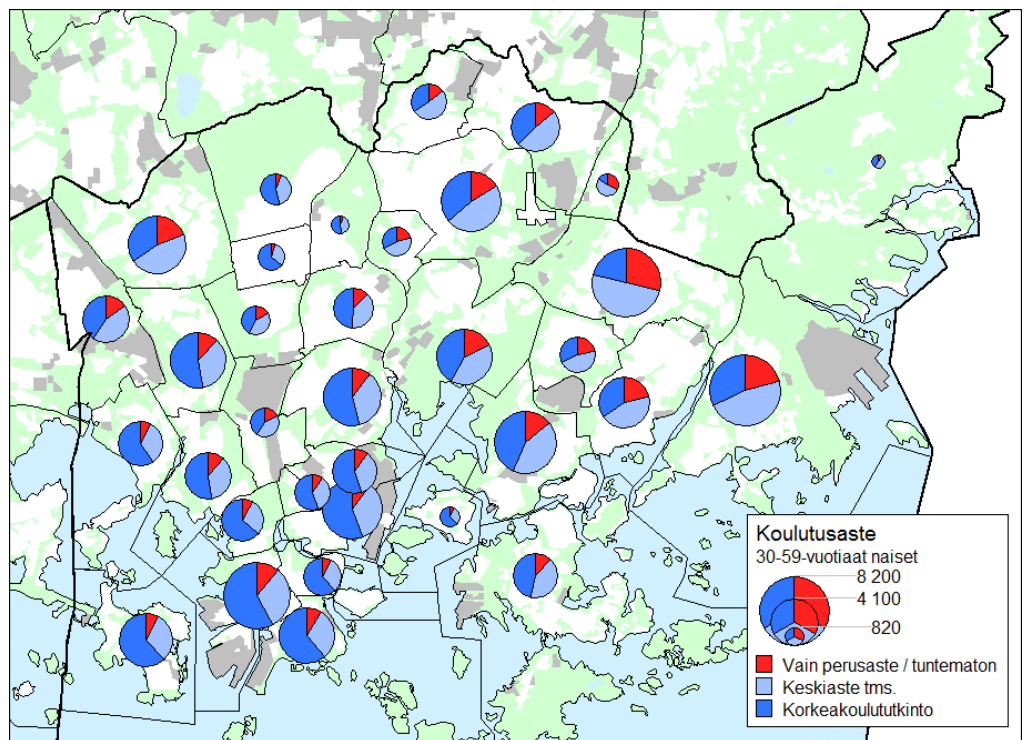 Koulutusaste
30-59-vuotiaat naiset
8 200
4 100
820
Vain perusaste / tuntematon
Keskiaste tms.
Korkeakoulututkinto